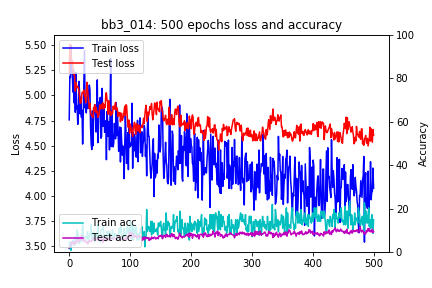 bb3_014: 500 epochs loss and accuracy
Train loss
Test loss
Train acc
Test acc
Loss
5.50
5.25
5.00
4.75
4.50
4.25
4.00
3.75
3.50
100
80
60
40
20
0
Accuracy
0 100 200 300 400 500